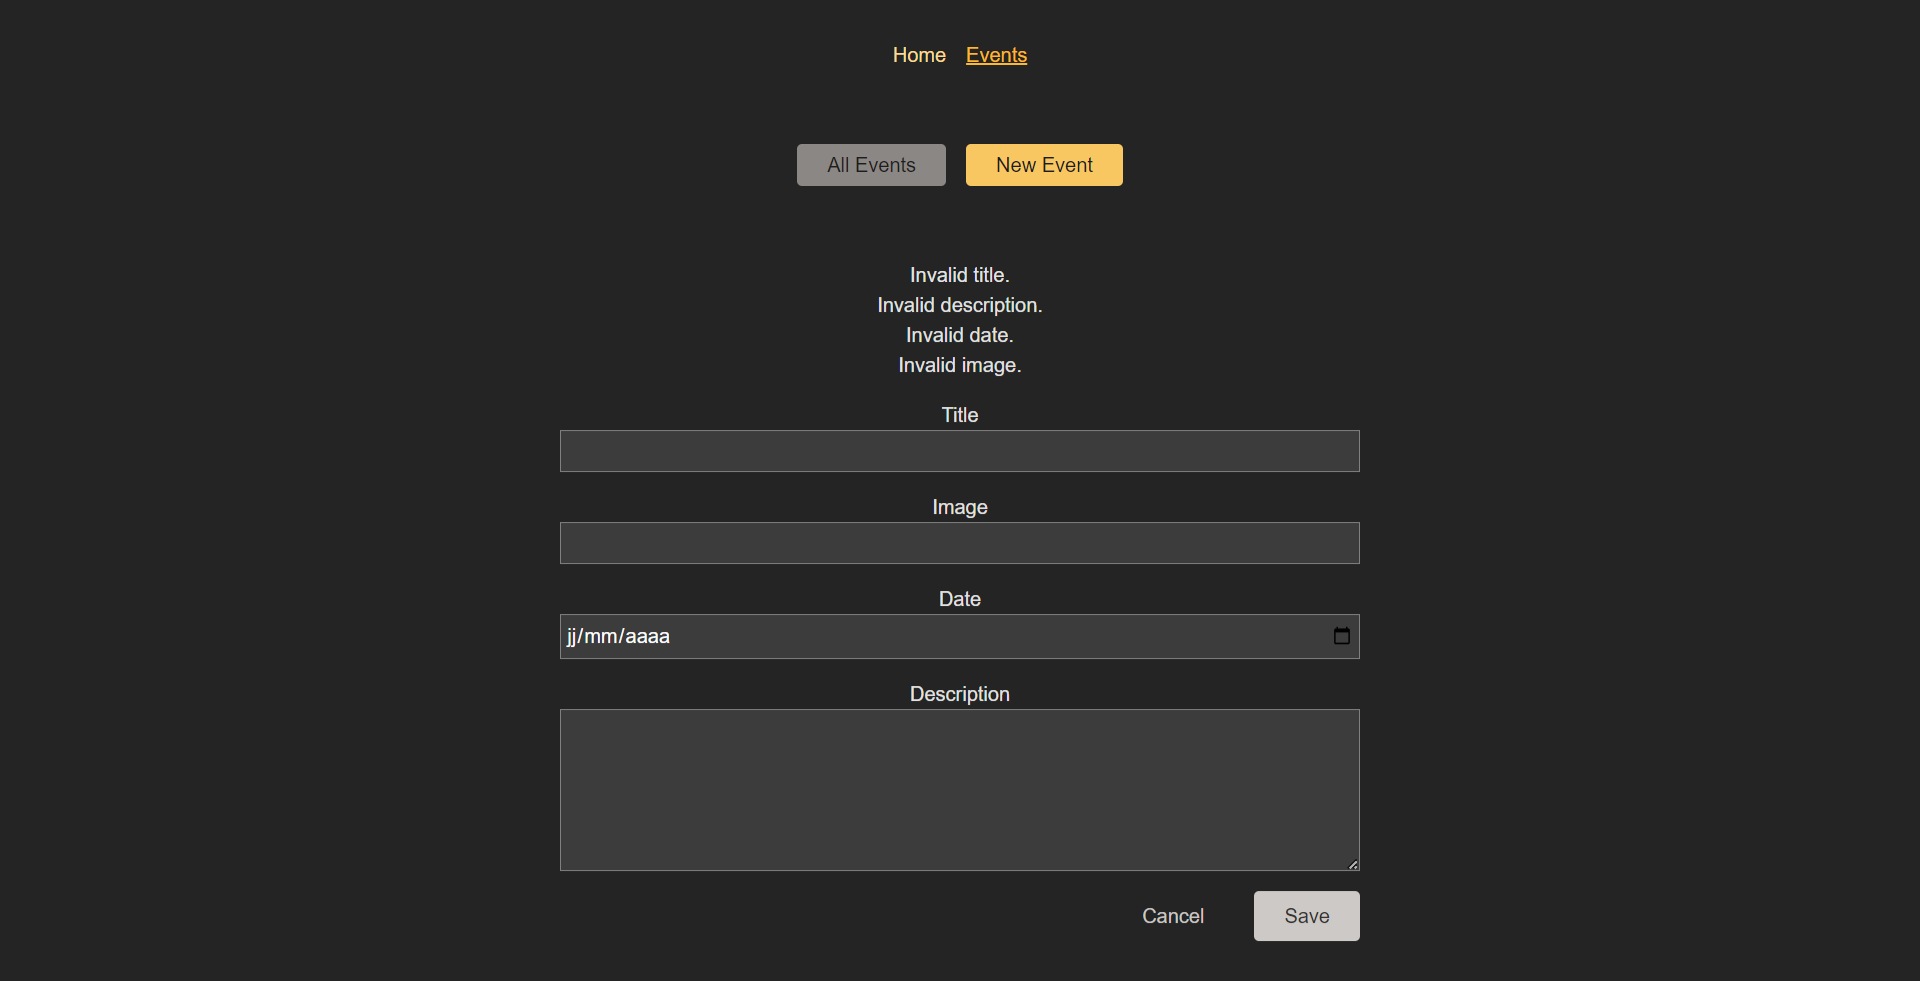 Home Events
All Events New Event
Invalid title.
Invalid description.
Invalid date.
Invalid image.
Title
Image
Date
jj/mm/aaaa
Description
Cancel Save